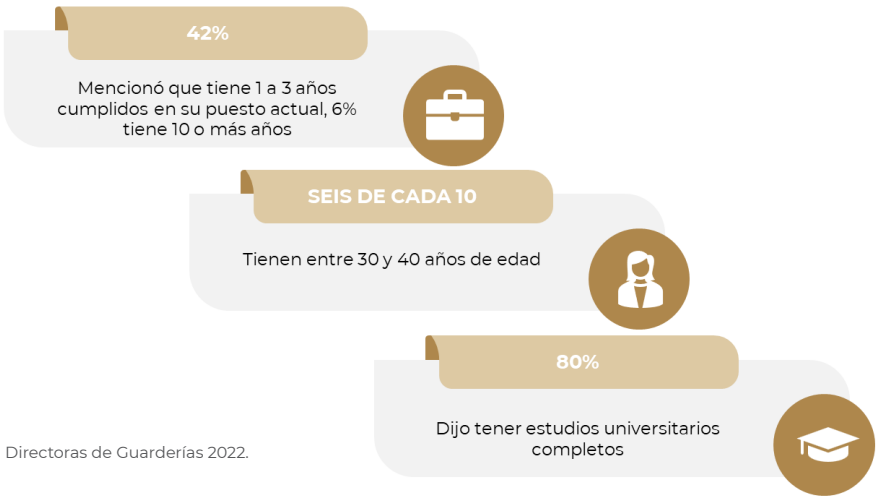 42%
Mencionó que tiene 1 a 3 años
cumplidos en su puesto actual, 6%
tiene 10 o más años
SEIS DE CADA 10
Tienen entre 30 y 40 años de edad
80%
Dijo tener estudios universitarios
completos
Directoras de Guarderías 2022.